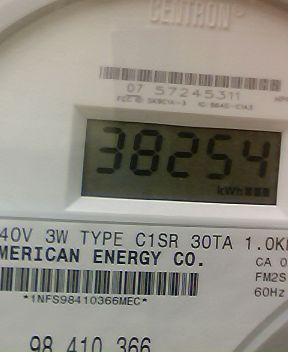 CENTRON®
07 57245311
38254
kWh
40V 3W TYPE C1SR 30TA 1.0K
MERICAN ENERGY CO.
CA 0
FM2S
60Hz
*1NFS98410366MEC*
98 410 366